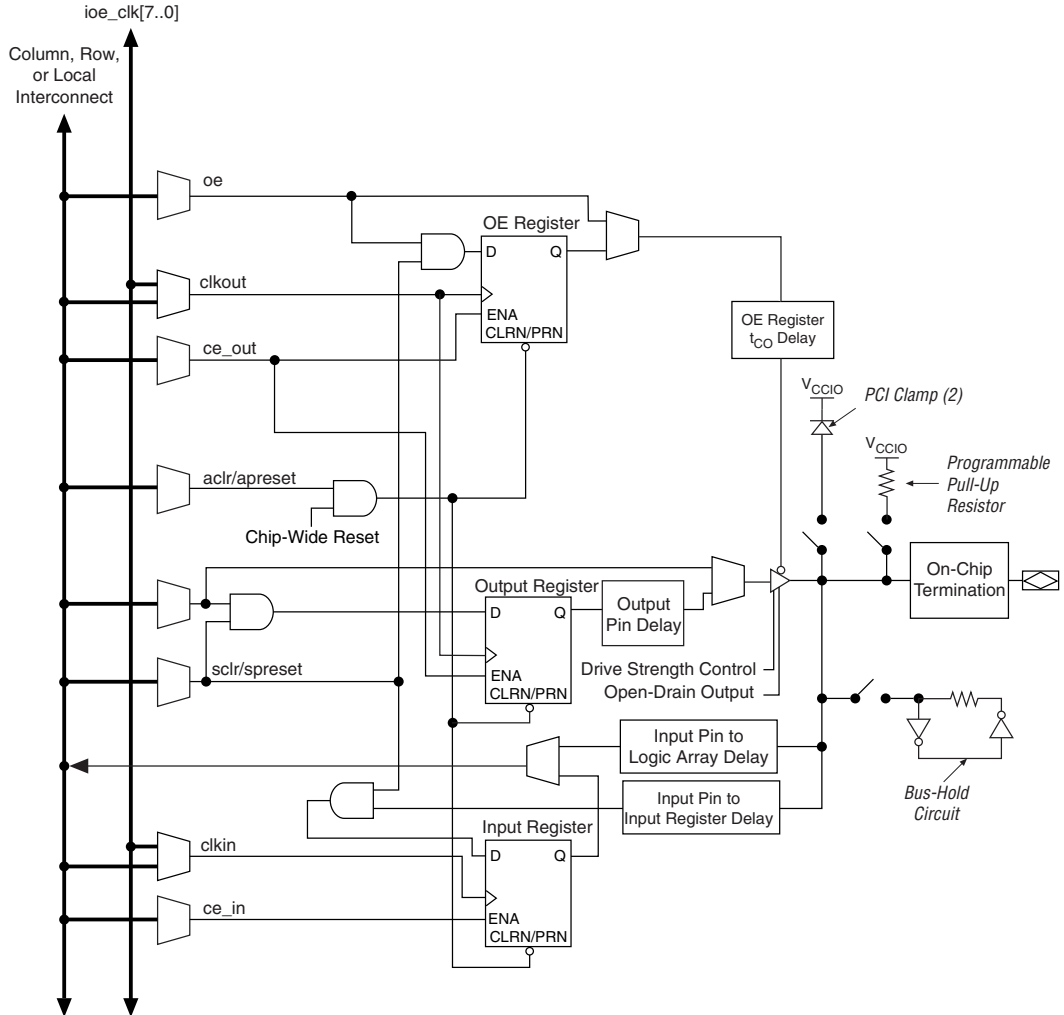 ioe_clk[7..0]
Column, Row,
or Local
Interconnect
oe
OE Register
D Q
clkout
ENA
CLRN/PRN
OE Register
tCO Delay
ce_out
VCCIO
PCI Clamp (2)
VCCIO
Programmable
Pull-Up
Resistor
aclr/apreset
Chip-Wide Reset
On-Chip
Termination
Output Register
D Q
Output
Pin Delay
ENA
CLRN/PRN
Drive Strength Control
Open-Drain Output
sclr/spreset
Input Pin to
Logic Array Delay
Input Pin to
Input Register Delay
Bus-Hold
Circuit
Input Register
D Q
clkin
ENA
CLRN/PRN
ce_in